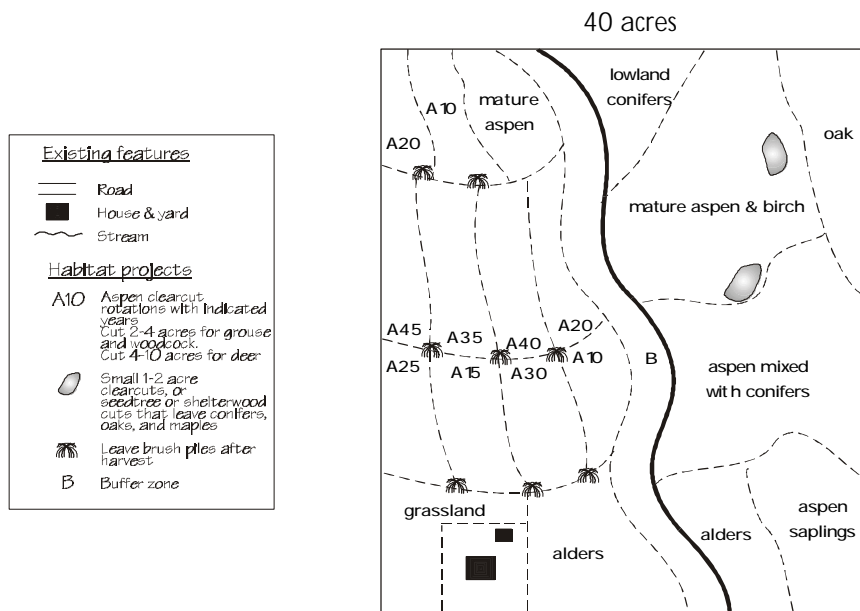 40 acres
Existing features
Road
House & yard
Stream
Habitat projects
A10 Aspen clearcut
rotations with indicated
years
Cut 2-4 acres for grouse
and woodcock.
Cut 4-10 acres for deer
Small 1-2 acre
clearcuts, or
seedtree or shelterwood
cuts that leave conifers,
oaks, and maples
Leave brush piles after
harvest
B Buffer zone
A20
A10
mature
aspen
lowland
conifers
oak
mature aspen & birch
A45
A35
A40
A20
A25
A15
A30
A10
B
aspen mixed
with conifers
grassland
alders
alders
aspen
saplings